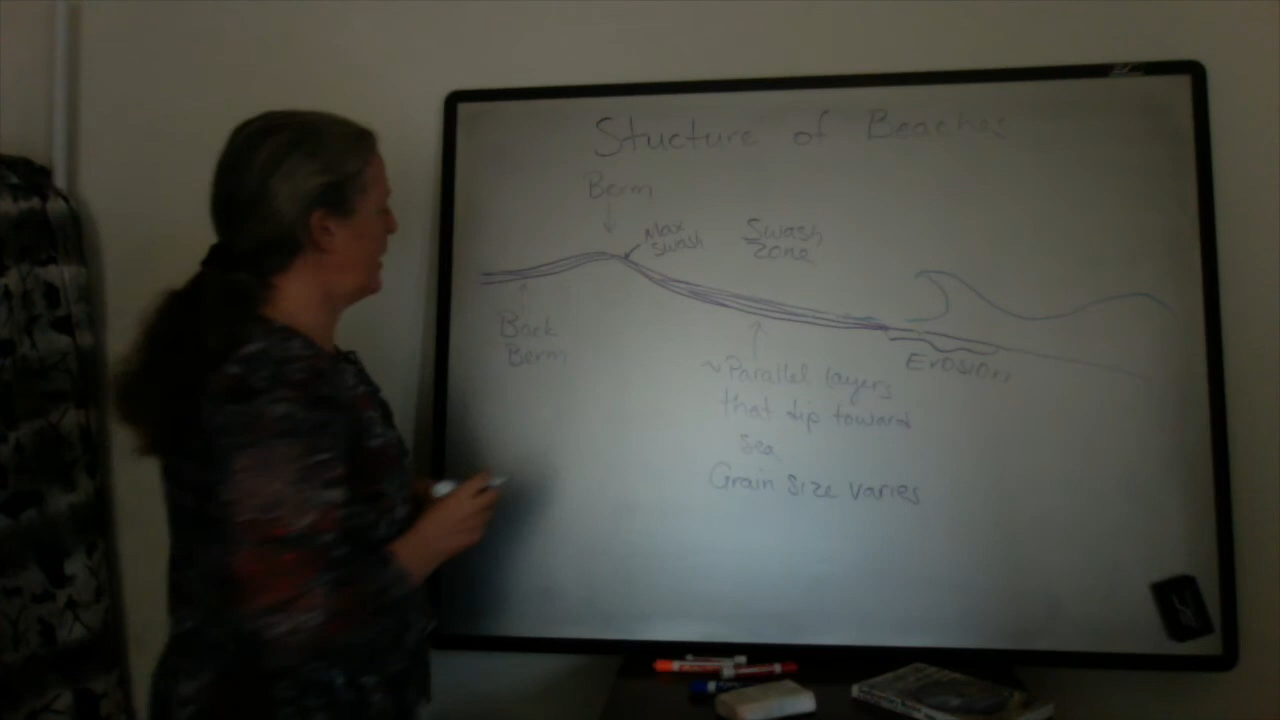 Stucture of Beaches
Berm
Max
swash
Swash
Zone
Back
Berm
Erosion
~ Parallel layers
that dip toward
sea
Grain size varies